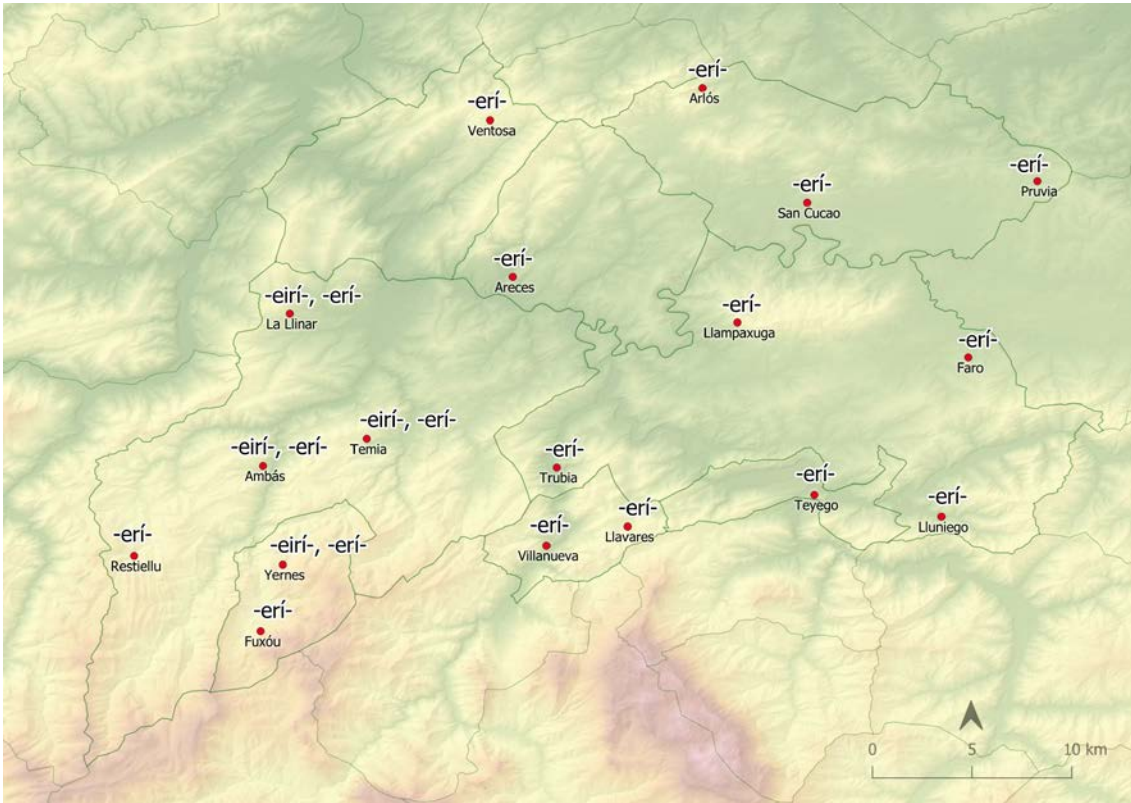 -erí-
Arlós
-erí-
Ventosa
-erí-
Pruvia
-erí-
San Cucao
-erí-
Areces
-eirí-, -erí-
La Llinar
-erí-
Llampaxuga
-erí-
Faro
-eirí-, -erí-
Temia
-eirí-, -erí-
Ambás
-erí-
Trubia
-erí-
Teyego
-erí-
Lluniego
-erí-
Llavares
-erí-
Villanueva
-erí-
Restiellu
-eirí-, -erí-
Yernes
-erí-
Fuxóu
0 5 10 km